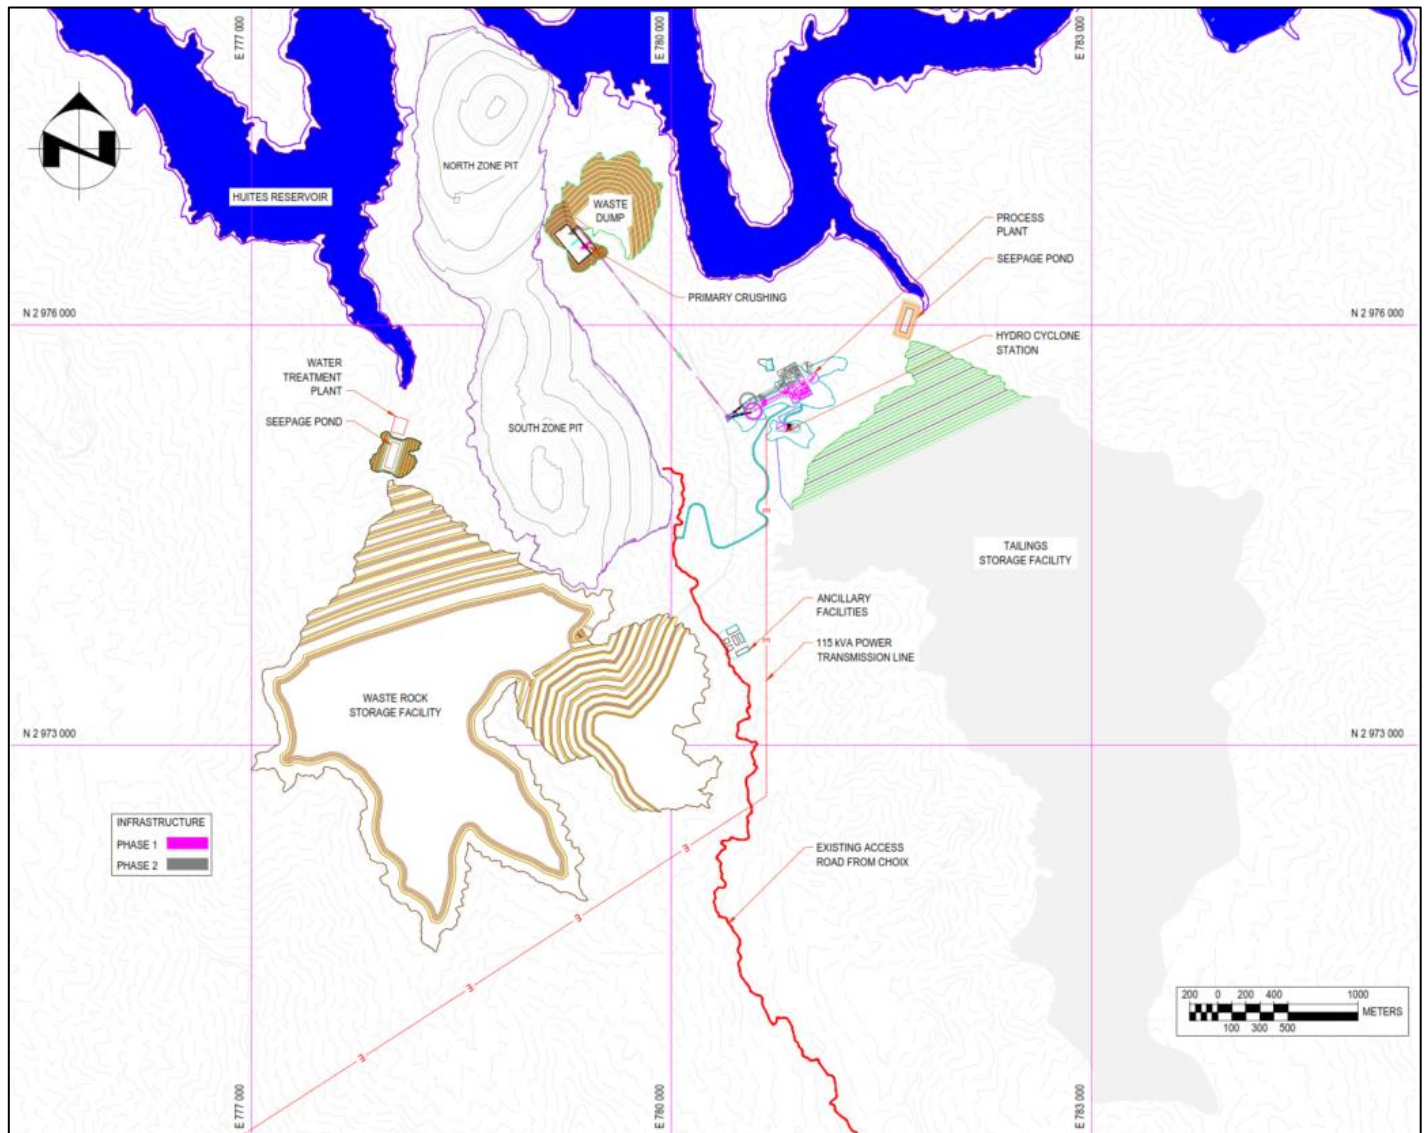 E 777 000
E 780 000
E 783 000
N
NORTH ZONE PIT
HUITES RESERVOIR
WASTE
DUMP
PROCESS
PLANT
SEEPAGE POND
PRIMARY CRUSHING
N 2 976 000
N 2 976 000
HYDRO CYCLONE
STATION
WATER
TREATMENT
PLANT
SEEPAGE POND
SOUTH ZONE PIT
TAILINGS
STORAGE FACILITY
ANCILLARY
FACILITIES
115 kVA POWER
TRANSMISSION LINE
WASTE ROCK
STORAGE FACILITY
N 2 973 000
N 2 973 000
INFRASTRUCTURE
PHASE 1
PHASE 2
EXISTING ACCESS
ROAD FROM CHOIX
200 0 200 400 1000
METERS
100 300 500
E 777 000
E 780 000
E 783 000